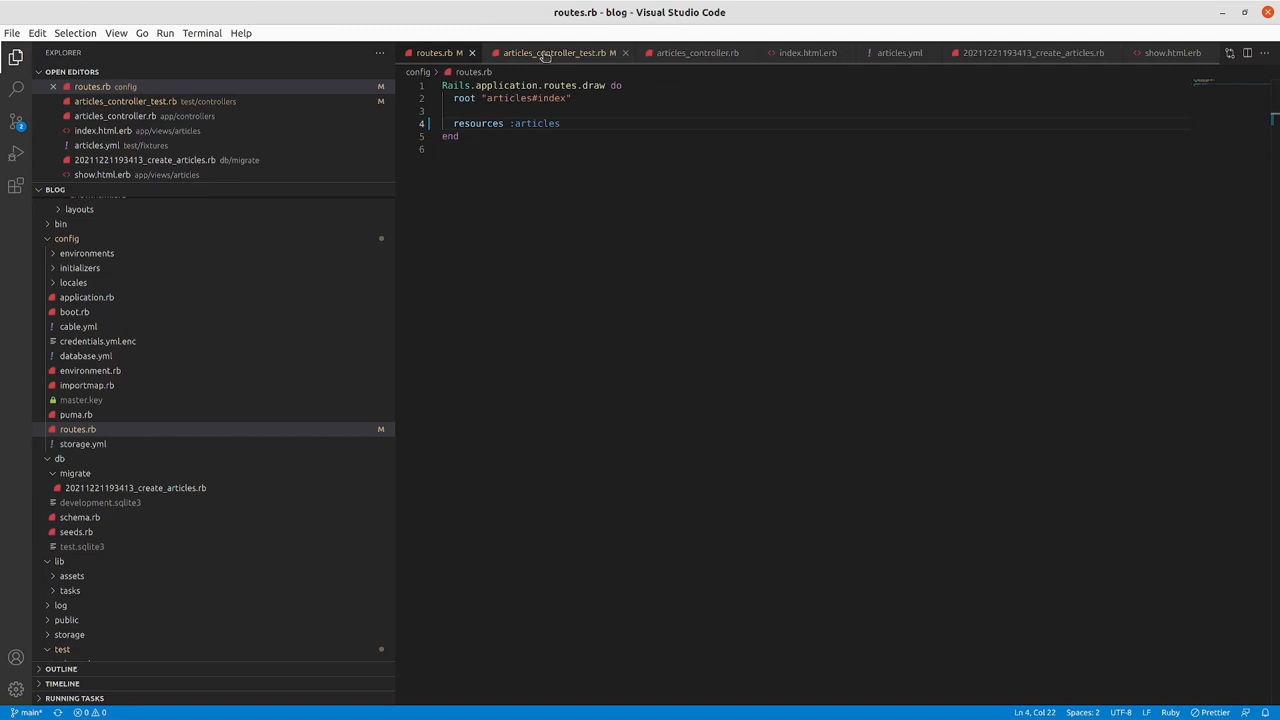 routes.rb - blog - Visual Studio Code
File Edit Selection View Go Run Terminal Help
EXPLORER
OPEN EDITORS
routes.rb config M
articles_controller_test.rb test/controllers M
articles_controller.rb app/controllers
index.html.erb app/views/articles
articles.yml test/fixtures
20211221193413_create_articles.rb db/migrate
show.html.erb app/views/articles
BLOG
layouts
bin
config
environments
initializers
locales
application.rb
boot.rb
cable.yml
credentials.yml.enc
database.yml
environment.rb
importmap.rb
master.key
puma.rb
routes.rb M
storage.yml
db
migrate
20211221193413_create_articles.rb
development.sqlite3
schema.rb
seeds.rb
test.sqlite3
lib
assets
tasks
log
public
storage
test
OUTLINE
TIMELINE
RUNNING TASKS
routes.rb M articles_controller_test.rb M articles_controller.rb index.html.erb articles.yml 20211221193413_create_articles.rb show.html.erb
config > routes.rb
1 Rails.application.routes.draw do
2 root "articles#index"
3
4 resources :articles
5 end
6
2
main* 0 0 Ln 4, Col 22 Spaces: 2 UTF-8 LF Ruby Prettier